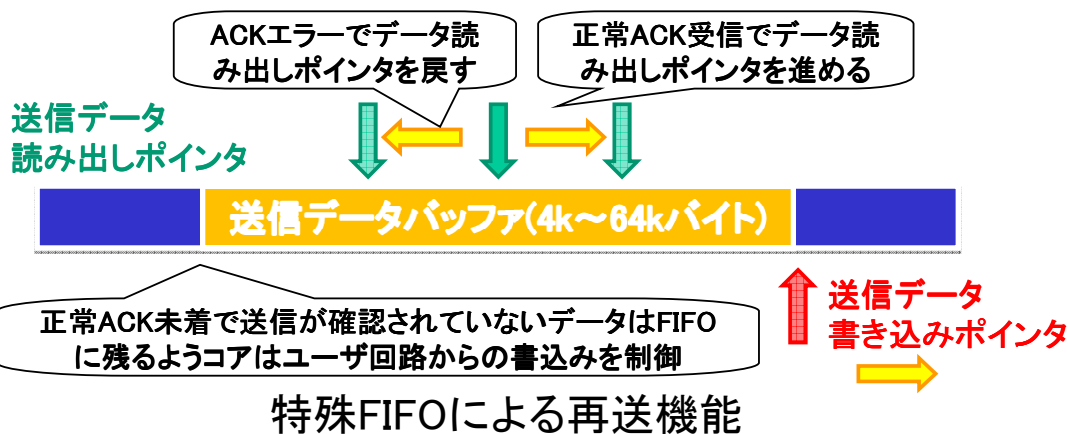 ACKエラーでデータ読
み出しポインタを戻す
正常ACK受信でデータ読
み出しポインタを進める
送信データ
読み出しポインタ
送信データバッファ(4k～64kバイト)
正常ACK未着で送信が確認されていないデータはFIFO
に残るようコアはユーザ回路からの書込みを制御
送信データ
書き込みポインタ
特殊FIFOによる再送機能